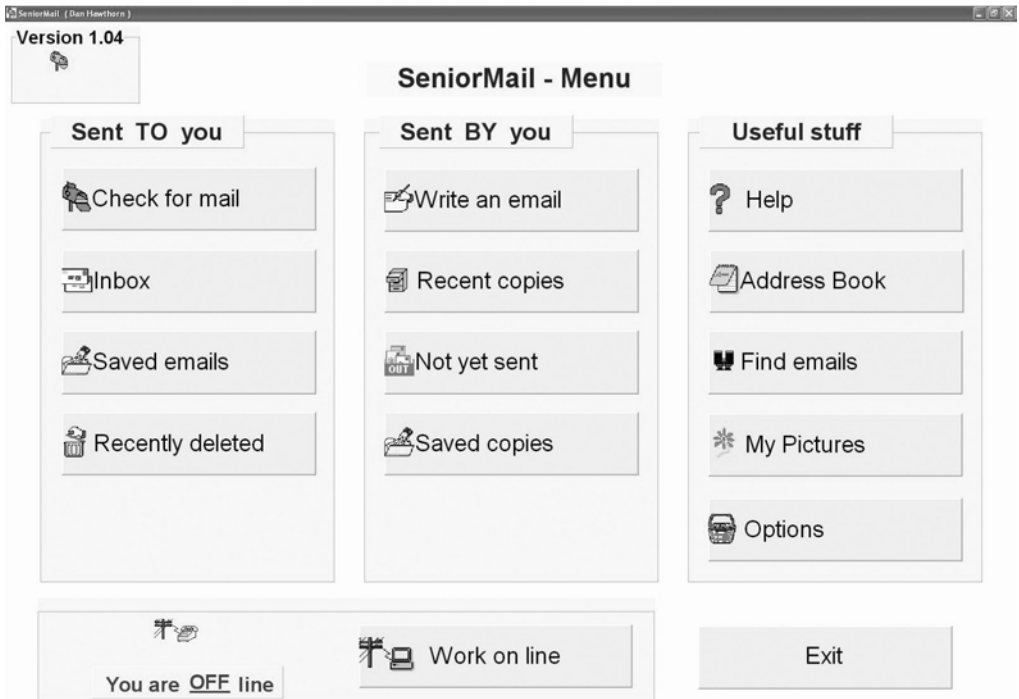 SeniorMail ( Dan Hawthorn )
Version 1.04
SeniorMail - Menu
Sent TO you
Check for mail
Inbox
Saved emails
Recently deleted
Sent BY you
Write an email
Recent copies
OUT
Not yet sent
Saved copies
Useful stuff
Help
Address Book
Find emails
My Pictures
Options
You are OFF line
Work on line
Exit